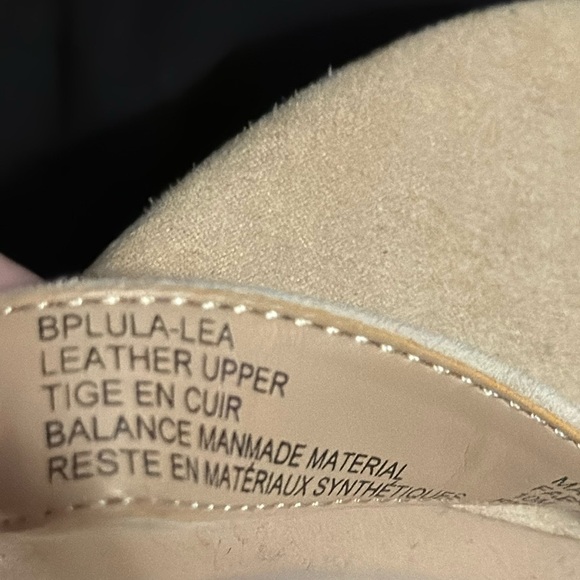 BPLULA-LEA
LEATHER UPPER
TIGE EN CUIR
BALANCE MANMADE MATERIAL
RESTE EN MATÉRIAUX SYNTHÉTIQUES